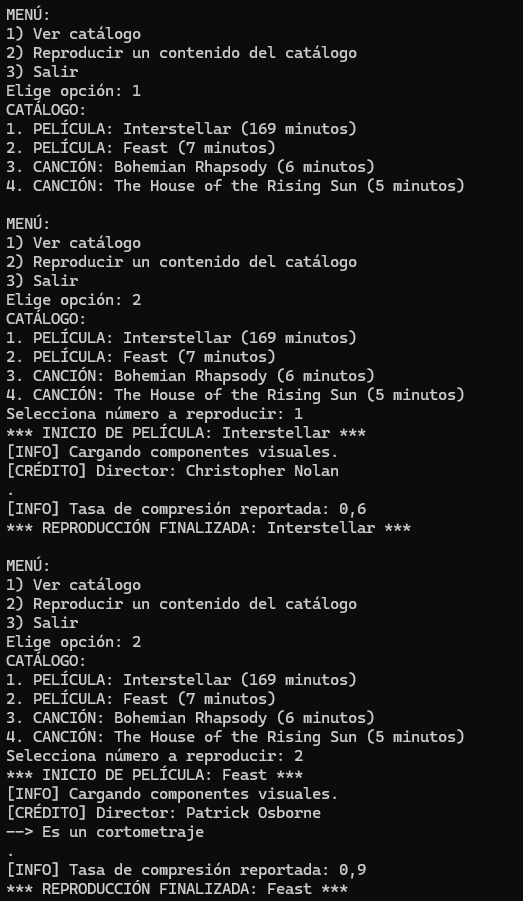 MENÚ:
1) Ver catálogo
2) Reproducir un contenido del catálogo
3) Salir
Elige opción: 1
CATÁLOGO:
1. PELÍCULA: Interstellar (169 minutos)
2. PELÍCULA: Feast (7 minutos)
3. CANCIÓN: Bohemian Rhapsody (6 minutos)
4. CANCIÓN: The House of the Rising Sun (5 minutos)

MENÚ:
1) Ver catálogo
2) Reproducir un contenido del catálogo
3) Salir
Elige opción: 2
CATÁLOGO:
1. PELÍCULA: Interstellar (169 minutos)
2. PELÍCULA: Feast (7 minutos)
3. CANCIÓN: Bohemian Rhapsody (6 minutos)
4. CANCIÓN: The House of the Rising Sun (5 minutos)
Selecciona número a reproducir: 1
*** INICIO DE PELÍCULA: Interstellar ***
[INFO] Cargando componentes visuales.
[CRÉDITO] Director: Christopher Nolan
.
[INFO] Tasa de compresión reportada: 0,6
*** REPRODUCCIÓN FINALIZADA: Interstellar ***

MENÚ:
1) Ver catálogo
2) Reproducir un contenido del catálogo
3) Salir
Elige opción: 2
CATÁLOGO:
1. PELÍCULA: Interstellar (169 minutos)
2. PELÍCULA: Feast (7 minutos)
3. CANCIÓN: Bohemian Rhapsody (6 minutos)
4. CANCIÓN: The House of the Rising Sun (5 minutos)
Selecciona número a reproducir: 2
*** INICIO DE PELÍCULA: Feast ***
[INFO] Cargando componentes visuales.
[CRÉDITO] Director: Patrick Osborne
--> Es un cortometraje
.
[INFO] Tasa de compresión reportada: 0,9
*** REPRODUCCIÓN FINALIZADA: Feast ***